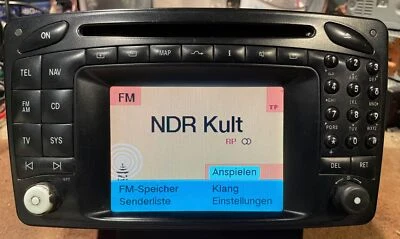 ON
MAP
i
TEL
NAV
FM
AM
CD
TV
SYS
FM
TP
NDR Kult
RP
Anspielen
FM-Speicher
Klang
Senderliste
Einstellungen
DEL
RET